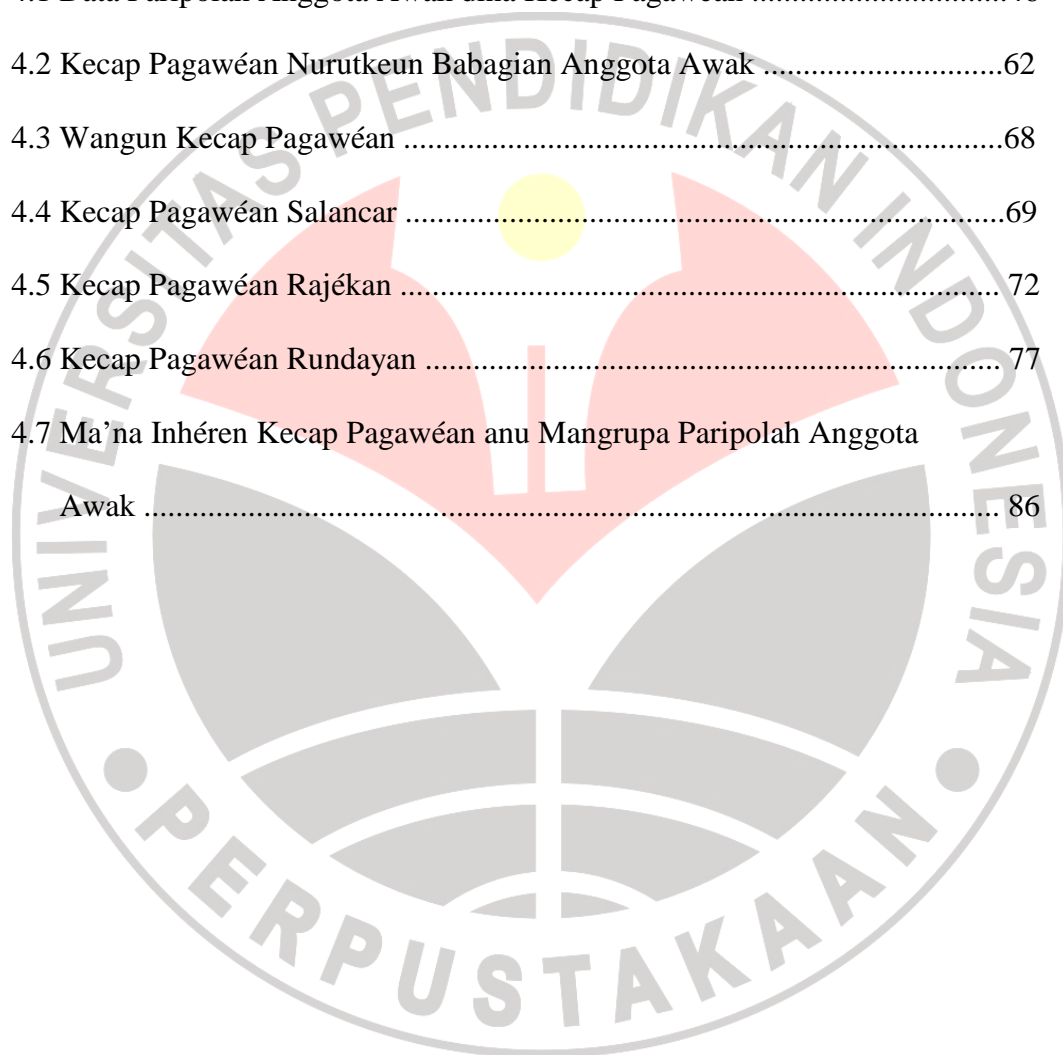 4.2 Kecap Pagawéan Nurutkeun Babagian Anggota Awak ..............................62
4.3 Wangun Kecap Pagawéan ...........................................................................68
4.4 Kecap Pagawéan Salancar ...........................................................................69
4.5 Kecap Pagawéan Rajékan ........................................................................... 72
4.6 Kecap Pagawéan Rundayan ........................................................................ 77
4.7 Ma’na Inhéren Kecap Pagawéan anu Mangrupa Paripolah Anggota
Awak ........................................................................................................... 86
UNIVERSITAS PENDIDIKAN INDONESIA
PERPUSTAKAAN